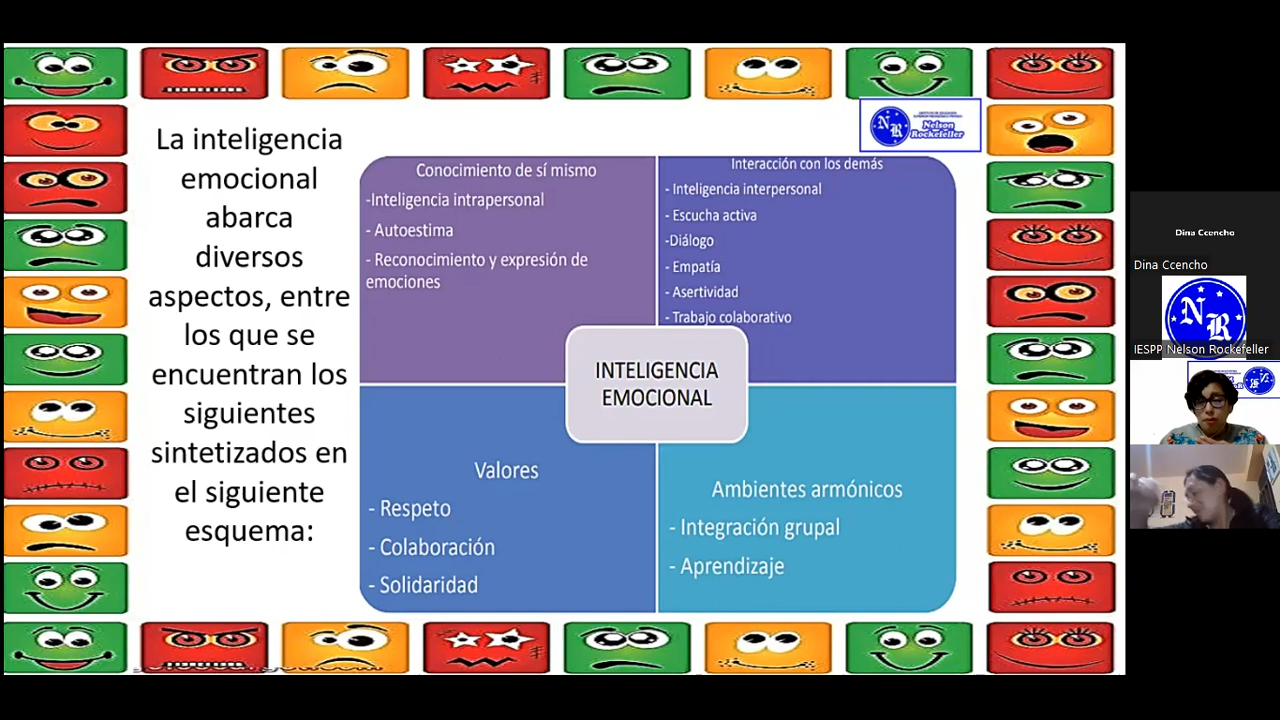 La inteligencia
emocional
abarca
diversos
aspectos, entre
los que se
encuentran los
siguientes
sintetizados en
el siguiente
esquema:
NR
Nelson
Rockefeller
Conocimiento de sí mismo
-Inteligencia intrapersonal
- Autoestima
- Reconocimiento y expresión de
emociones
Interacción con los demás
- Inteligencia interpersonal
- Escucha activa
-Diálogo
- Empatía
- Asertividad
- Trabajo colaborativo
INTELIGENCIA
EMOCIONAL
Valores
- Respeto
- Colaboración
- Solidaridad
Ambientes armónicos
- Integración grupal
- Aprendizaje
Dina Ccencho
Dina Ccencho
NR
IESPP Nelson Rockefeller